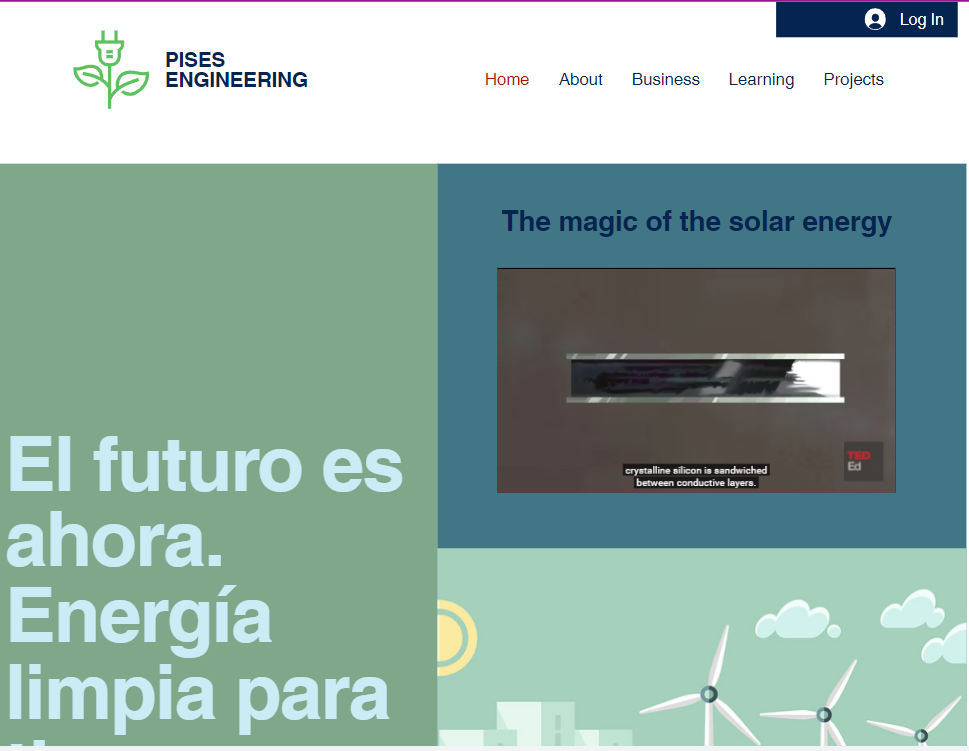 Log In
PISES
ENGINEERING
Home About Business Learning Projects
The magic of the solar energy
TED
Ed
crystalline silicon is sandwiched
between conductive layers.
El futuro es
ahora.
Energía
limpia para